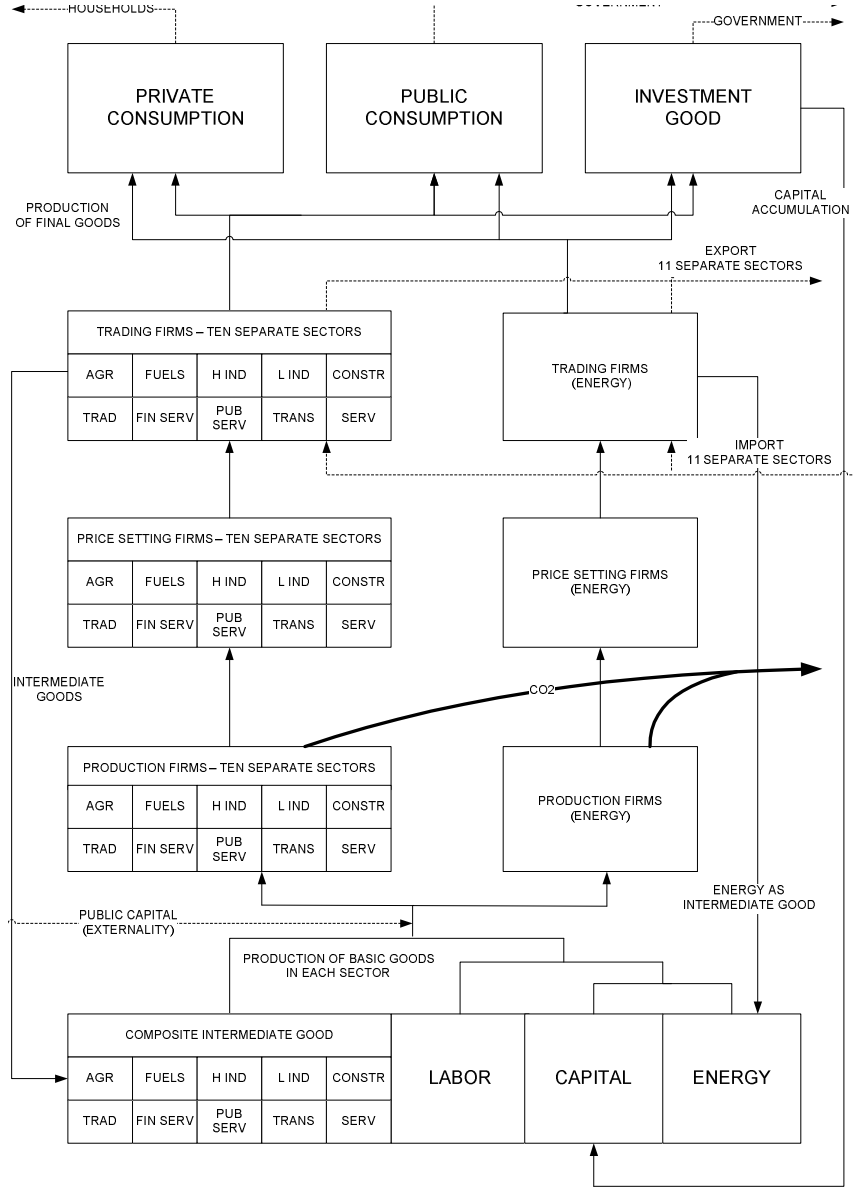 HOUSEHOLDS
GOVERNMENT
GOVERNMENT
PRIVATE
CONSUMPTION
PUBLIC
CONSUMPTION
INVESTMENT
GOOD
PRODUCTION
OF FINAL GOODS
CAPITAL
ACCUMULATION
EXPORT
11 SEPARATE SECTORS
TRADING FIRMS – TEN SEPARATE SECTORS
AGR FUELS H IND L IND CONSTR
TRAD FIN SERV PUB SERV TRANS SERV
TRADING FIRMS
(ENERGY)
IMPORT
11 SEPARATE SECTORS
PRICE SETTING FIRMS – TEN SEPARATE SECTORS
AGR FUELS H IND L IND CONSTR
TRAD FIN SERV PUB SERV TRANS SERV
PRICE SETTING FIRMS
(ENERGY)
INTERMEDIATE
GOODS
CO2
PRODUCTION FIRMS – TEN SEPARATE SECTORS
AGR FUELS H IND L IND CONSTR
TRAD FIN SERV PUB SERV TRANS SERV
PRODUCTION FIRMS
(ENERGY)
ENERGY AS
INTERMEDIATE GOOD
PUBLIC CAPITAL
(EXTERNALITY)
PRODUCTION OF BASIC GOODS
IN EACH SECTOR
COMPOSITE INTERMEDIATE GOOD
AGR FUELS H IND L IND CONSTR
TRAD FIN SERV PUB SERV TRANS SERV
LABOR
CAPITAL
ENERGY